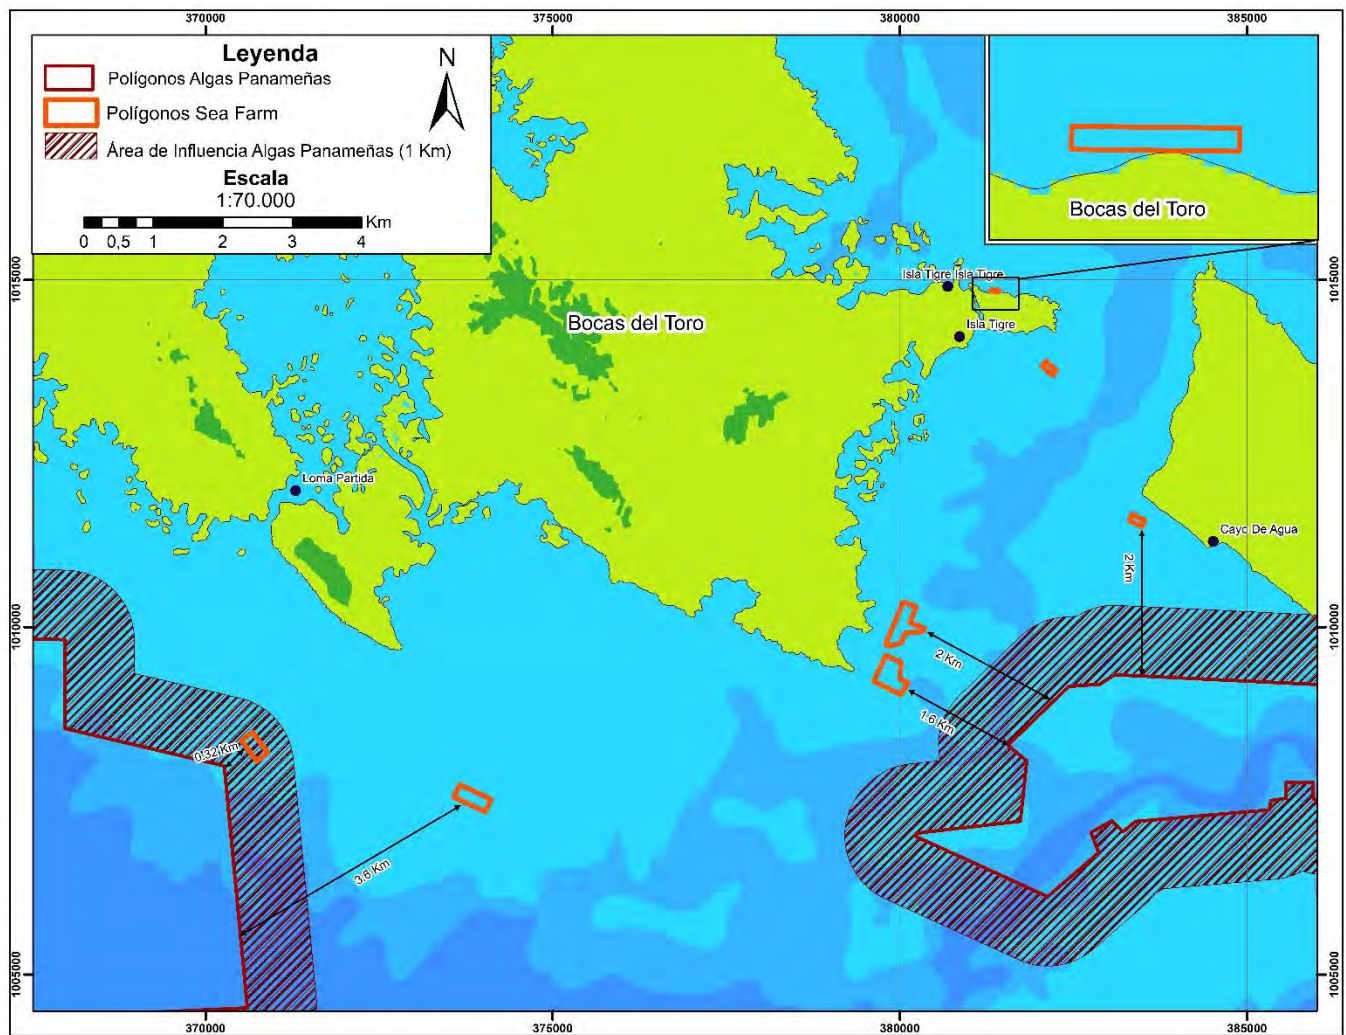 370000 375000 380000 385000
Leyenda
Polígonos Algas Panameñas
Polígonos Sea Farm
Área de Influencia Algas Panameñas (1 Km)
Escala
1:70.000
Km
0 0,5 1 2 3 4
N
Bocas del Toro
1015000 1015000
Isla Tigre Isla Tigre
Bocas del Toro
Isla Tigre
Loma Partida
Cayo De Agua
2 Km
1010000 1010000
2 Km
1.6 Km
0.32 Km
3.6 Km
1005000 1005000
370000 375000 380000 385000